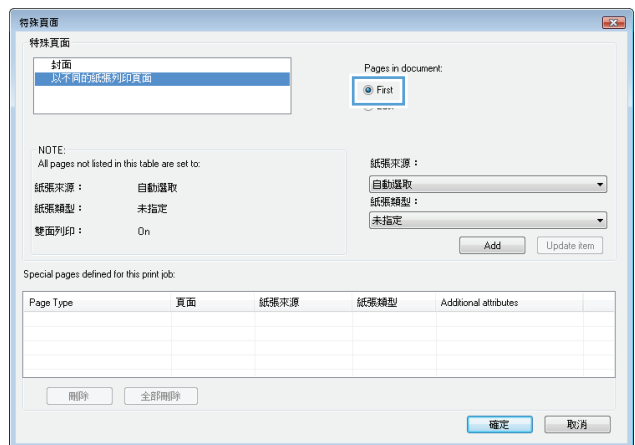 特殊頁面
特殊頁面
封面
以不同的紙張列印頁面
Pages in document:
First
NOTE:
All pages not listed in this table are set to:
紙張來源： 自動選取
紙張類型： 未指定
雙面列印： On
紙張來源：
自動選取
紙張類型：
未指定
Add Update item
Special pages defined for this print job:
Page Type 頁面 紙張來源 紙張類型 Additional attributes
刪除 全部刪除
確定 取消